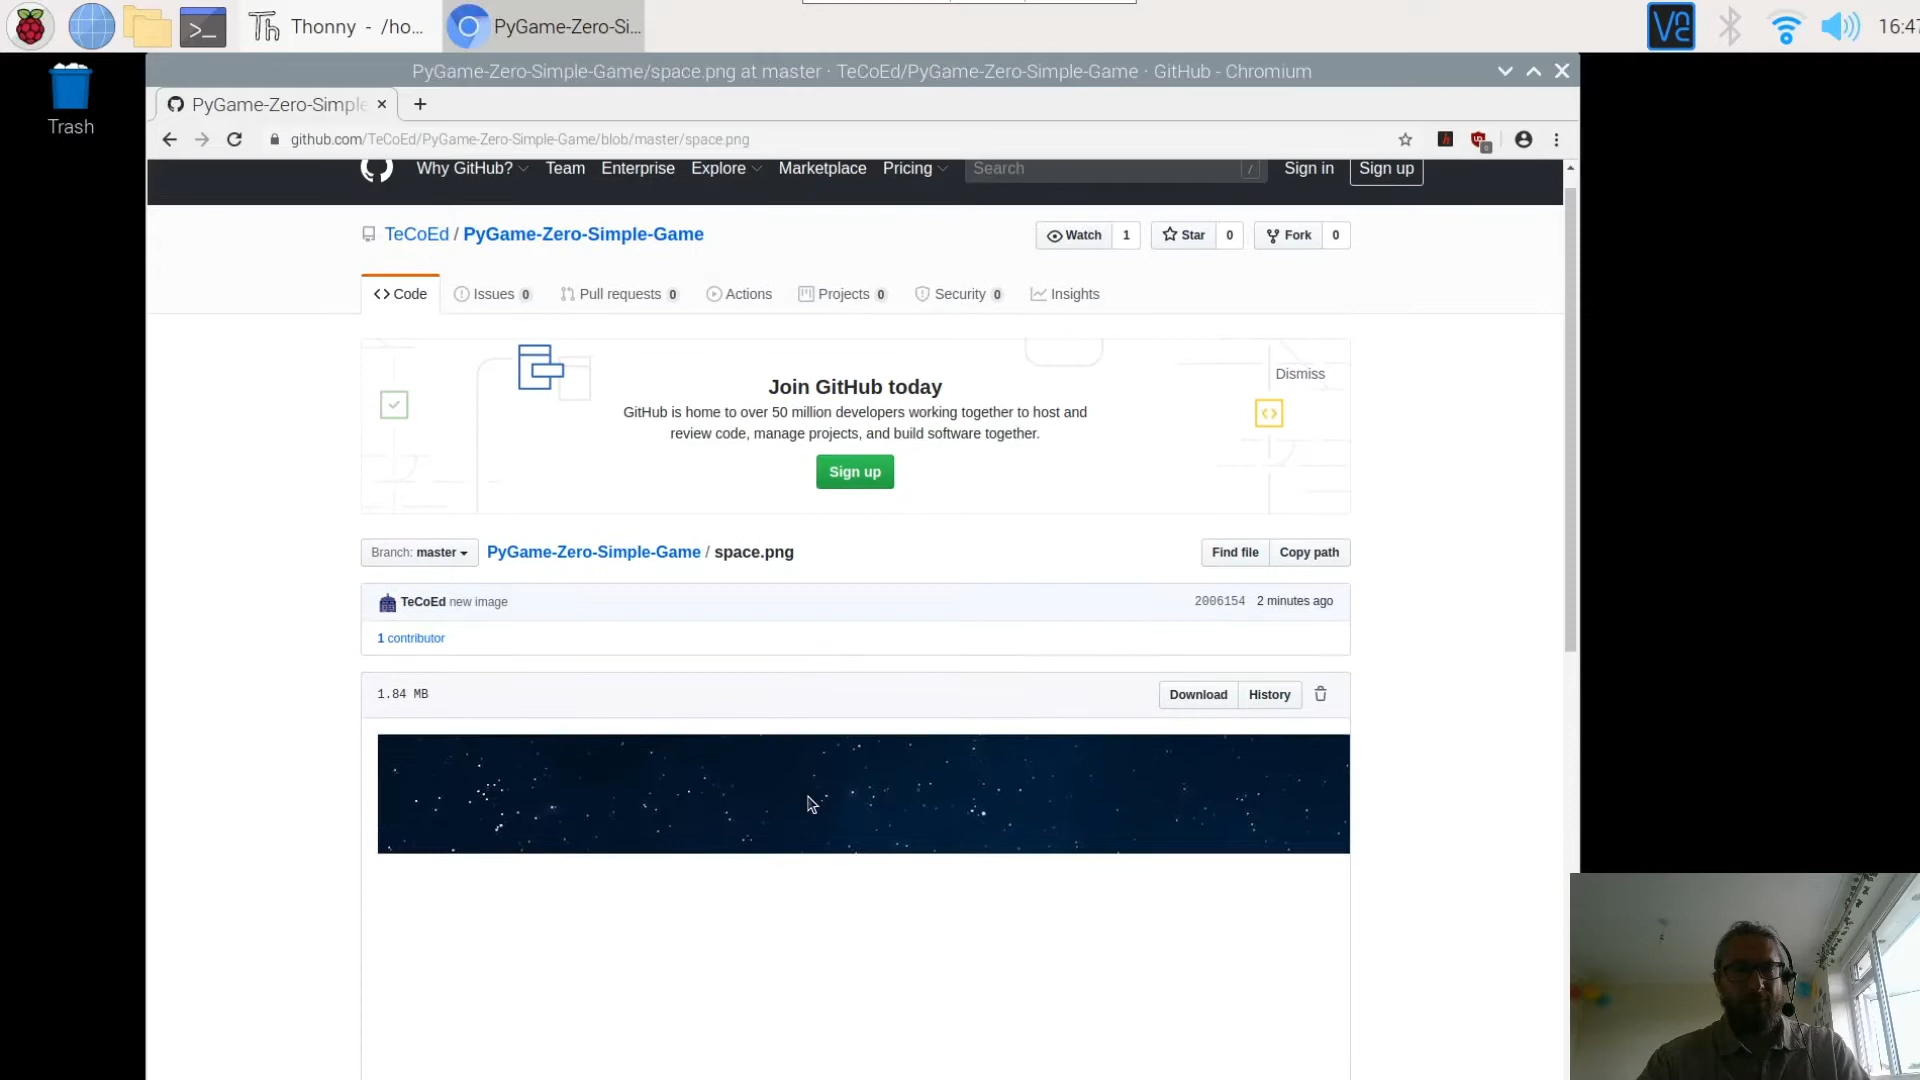 Thonny - /ho...
PyGame-Zero-Si...
VNC
16:47
Trash
PyGame-Zero-Simple-Game/space.png at master · TeCoEd/PyGame-Zero-Simple-Game · GitHub - Chromium
PyGame-Zero-Simple
github.com/TeCoEd/PyGame-Zero-Simple-Game/blob/master/space.png
Why GitHub? Team Enterprise Explore Marketplace Pricing Search / Sign in Sign up
TeCoEd / PyGame-Zero-Simple-Game
Watch 1 Star 0 Fork 0
Code Issues 0 Pull requests 0 Actions Projects 0 Security 0 Insights
Dismiss
Join GitHub today
GitHub is home to over 50 million developers working together to host and
review code, manage projects, and build software together.
Sign up
Branch: master PyGame-Zero-Simple-Game / space.png Find file Copy path
TeCoEd new image 2006154 2 minutes ago
1 contributor
1.84 MB Download History